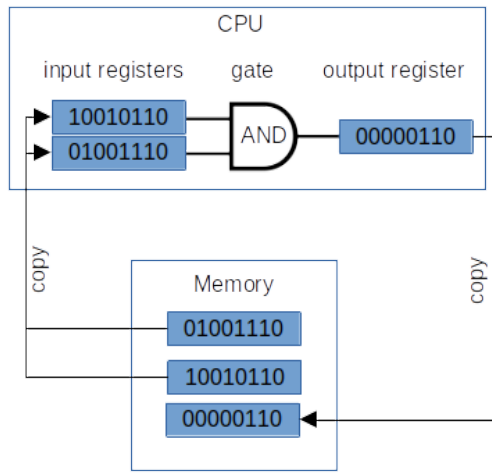 CPU
input registers gate output register
10010110
AND 00000110
01001110
copy copy
Memory
01001110
10010110
00000110